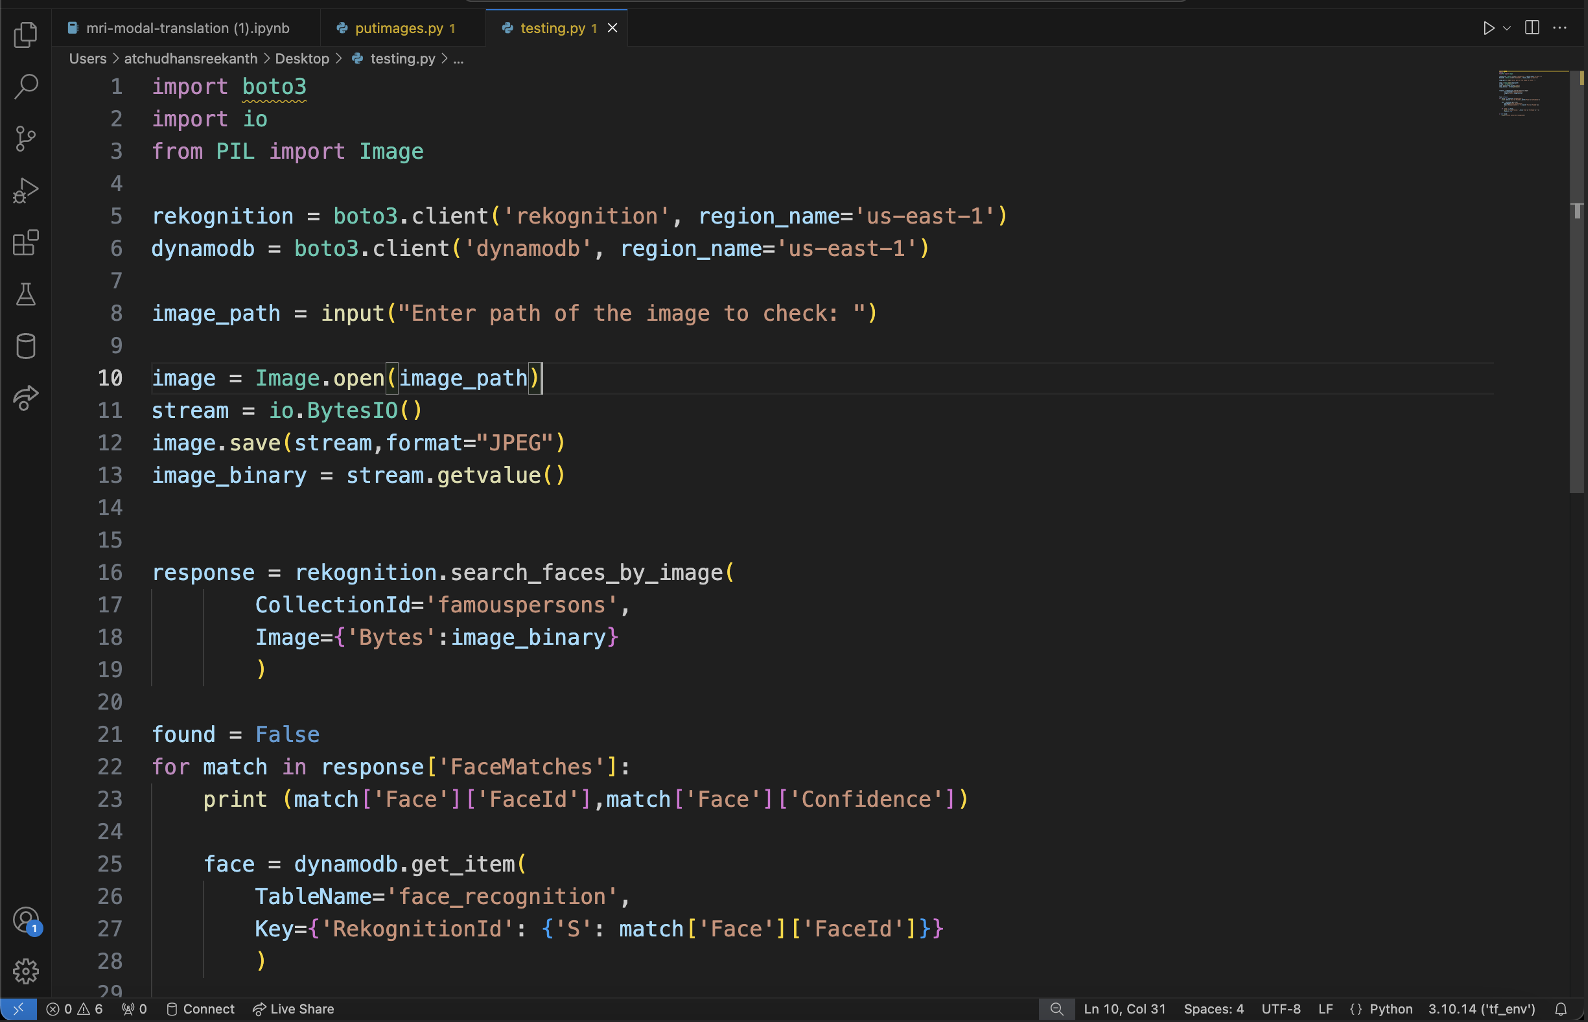 mri-modal-translation (1).ipynb
putimages.py 1
testing.py 1
Users > atchudhansreekanth > Desktop > testing.py > ...
1 import boto3
2 import io
3 from PIL import Image
4
5 rekognition = boto3.client('rekognition', region_name='us-east-1')
6 dynamodb = boto3.client('dynamodb', region_name='us-east-1')
7
8 image_path = input("Enter path of the image to check: ")
9
10 image = Image.open(image_path)
11 stream = io.BytesIO()
12 image.save(stream,format="JPEG")
13 image_binary = stream.getvalue()
14
15
16 response = rekognition.search_faces_by_image(
17 CollectionId='famouspersons',
18 Image={'Bytes':image_binary}
19 )
20
21 found = False
22 for match in response['FaceMatches']:
23 print (match['Face']['FaceId'],match['Face']['Confidence'])
24
25 face = dynamodb.get_item(
26 TableName='face_recognition',
27 Key={'RekognitionId': {'S': match['Face']['FaceId']}}
28 )
29
1
0 6 0 Connect Live Share Ln 10, Col 31 Spaces: 4 UTF-8 LF {} Python 3.10.14 ('tf_env')